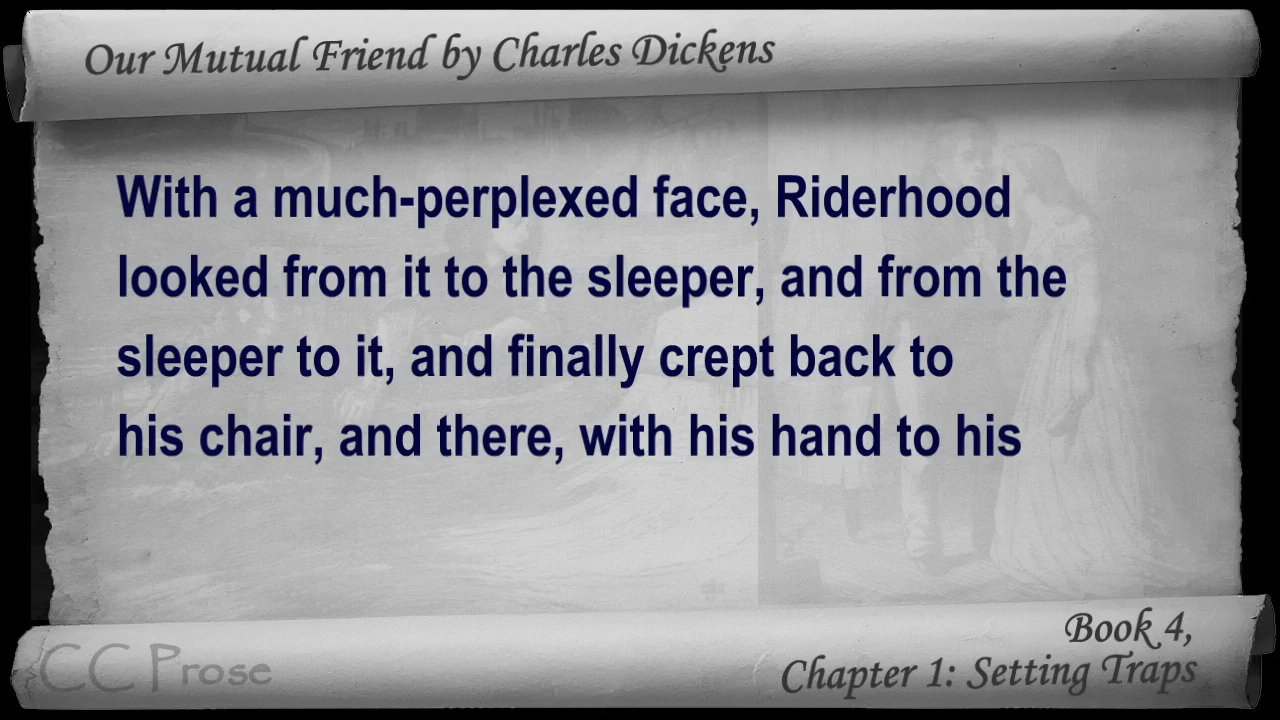 Our Mutual Friend by Charles Dickens
With a much-perplexed face, Riderhood
looked from it to the sleeper, and from the
sleeper to it, and finally crept back to
his chair, and there, with his hand to his
Book 4,
Chapter 1: Setting Traps
CC Prose